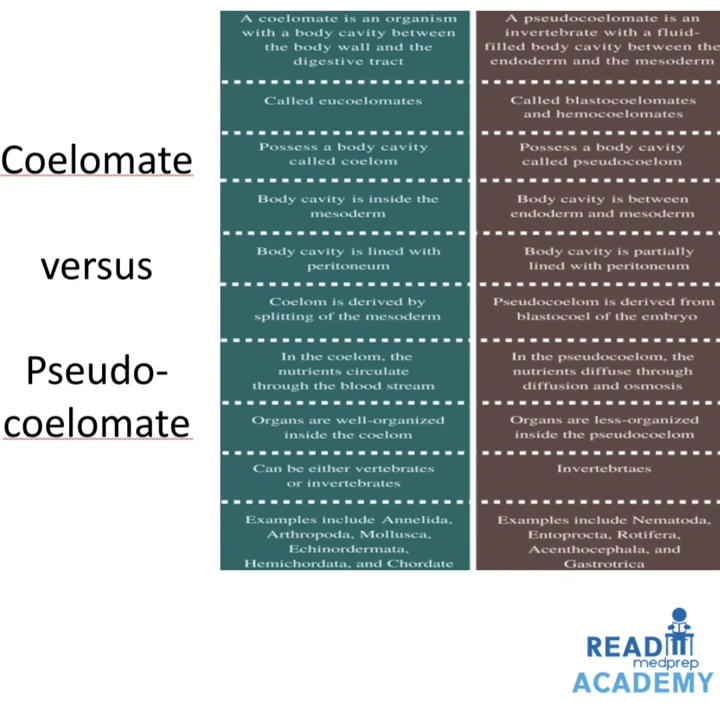 Coelomate
versus
Pseudo-
coelomate
A coelomate is an organism
with a body cavity between
the body wall and the
digestive tract
A pseudocoelomate is an
invertebrate with a fluid-
filled body cavity between the
endoderm and the mesoderm
Called eucoelomates
Called blastocoelomates
and hemocoelomates
Possess a body cavity
called coelom
Possess a body cavity
called pseudocoelom
Body cavity is inside the
mesoderm
Body cavity is between
endoderm and mesoderm
Body cavity is lined with
peritoneum
Body cavity is partially
lined with peritoneum
Coelom is derived by
splitting of the mesoderm
Pseudocoelom is derived from
blastocoel of the embryo
In the coelom, the
nutrients circulate
through the blood stream
In the pseudocoelom, the
nutrients diffuse through
diffusion and osmosis
Organs are well-organized
inside the coelom
Organs are less-organized
inside the pseudocoelom
Can be either vertebrates
or invertebrates
Invertebrtaes
Examples include Annelida,
Arthropoda, Mollusca,
Echinordermata,
Hemichordata, and Chordate
Examples include Nematoda,
Entoprocta, Rotifera,
Acenthocephala, and
Gastrotrica
READ
medprep
ACADEMY